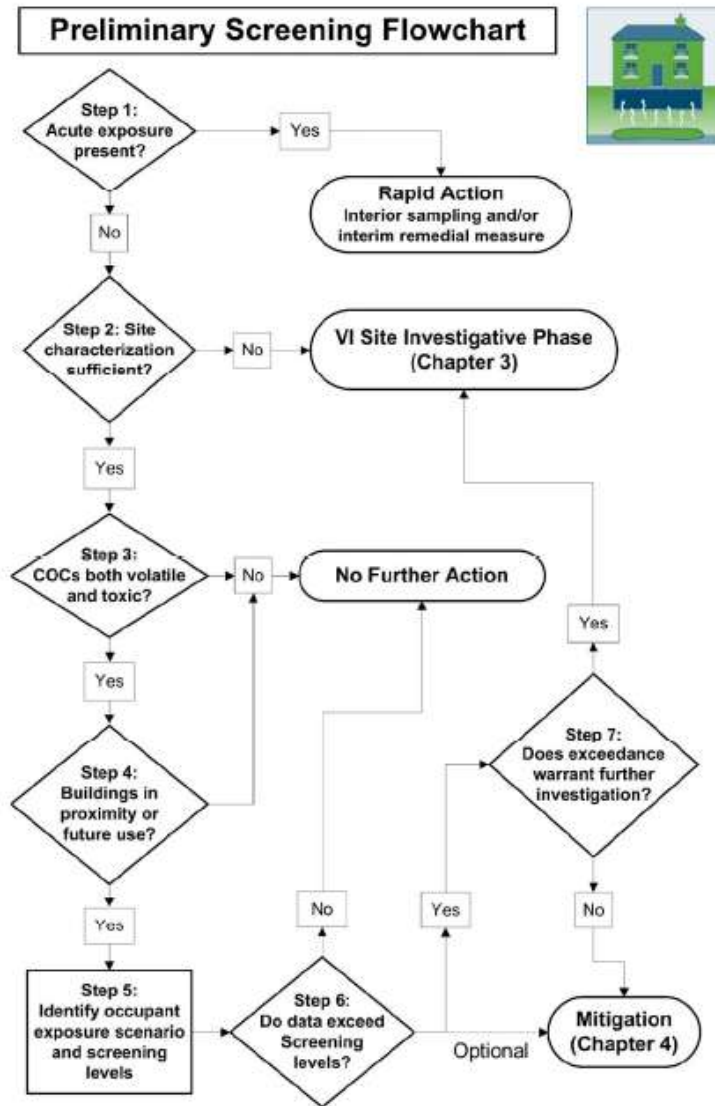 Preliminary Screening Flowchart
Step 1:
Acute exposure
present?
Yes
Rapid Action
Interior sampling and/or
interim remedial measure
No
Step 2: Site
characterization
sufficient?
No
VI Site Investigative Phase
(Chapter 3)
Yes
Step 3:
COCs both volatile
and toxic?
No
No Further Action
Yes
Yes
Step 4:
Buildings in
proximity or
future use?
Step 7:
Does exceedance
warrant further
investigation?
Yes
No
Yes
No
Step 5:
Identify occupant
exposure scenario
and screening
levels
Step 6:
Do data exceed
Screening
levels?
Optional
Mitigation
(Chapter 4)